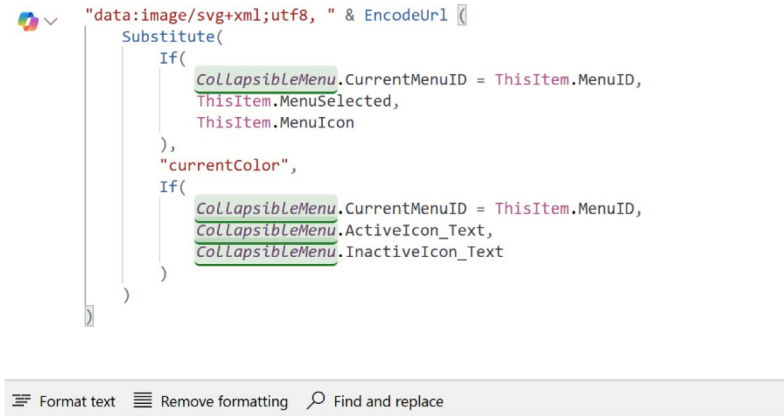 "data:image/svg+xml;utf8, " & EncodeUrl (
Substitute(
If(
CollapsibleMenu.CurrentMenuID = ThisItem.MenuID,
ThisItem.MenuSelected,
ThisItem.MenuIcon
),
"currentColor",
If(
CollapsibleMenu.CurrentMenuID = ThisItem.MenuID,
CollapsibleMenu.ActiveIcon_Text,
CollapsibleMenu.InactiveIcon_Text
)
)
)
Format text Remove formatting Find and replace